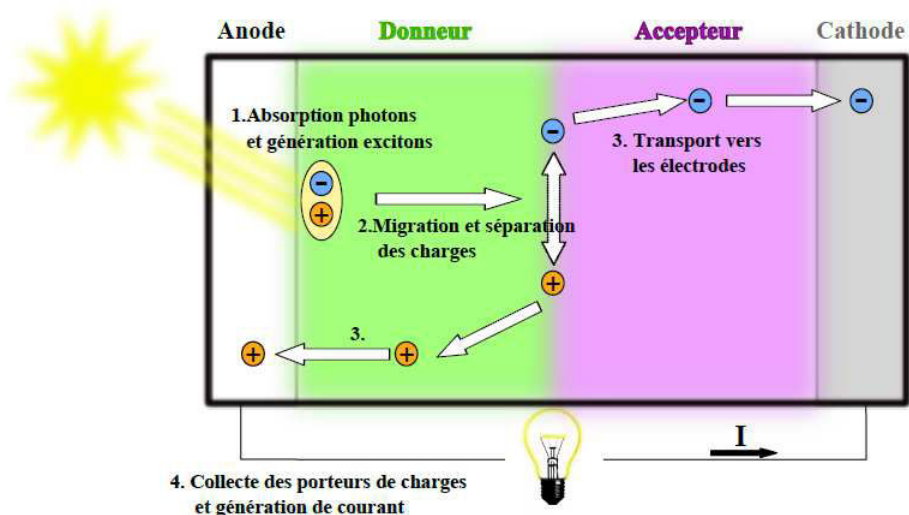 Anode Donneur Accepteur Cathode
1.Absorption photons
et génération excitons
3. Transport vers
les électrodes
2.Migration et séparation
des charges
3.
I
4. Collecte des porteurs de charges
et génération de courant